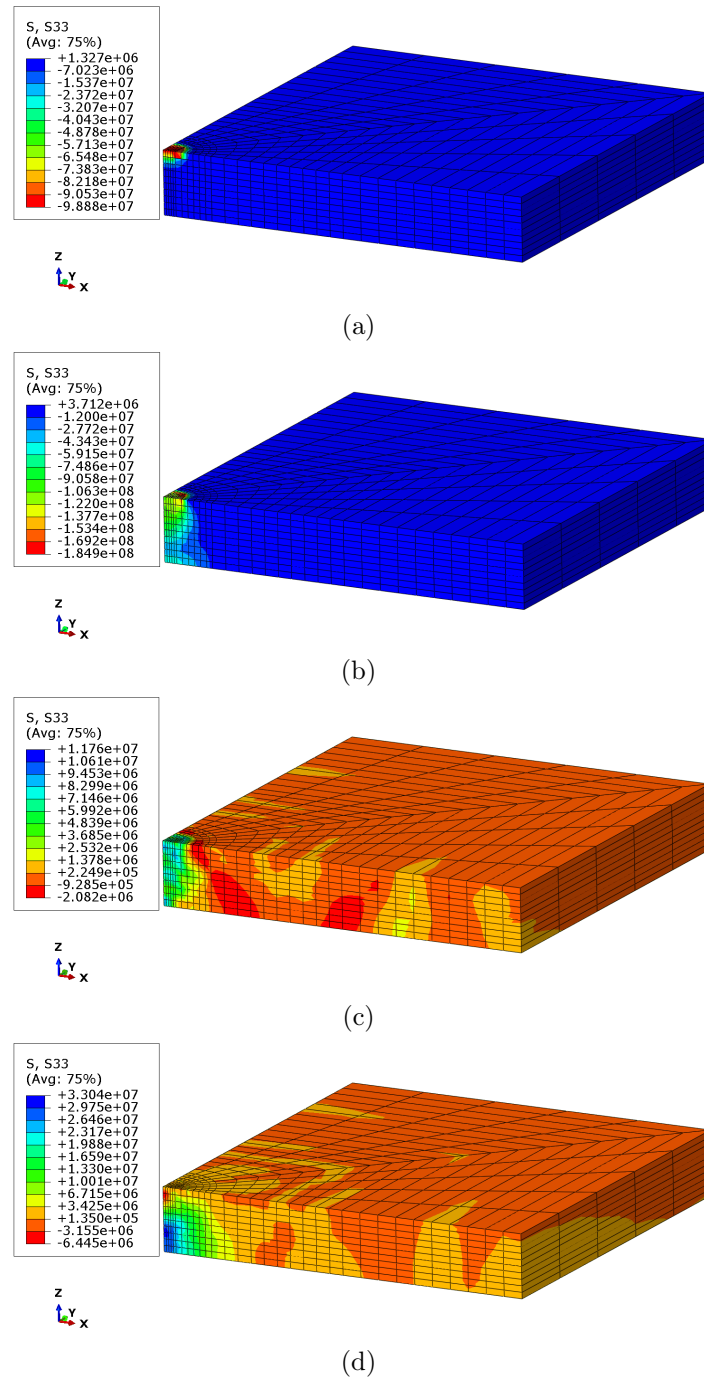 S, S33
(Avg: 75%)
+1.327e+06
-7.023e+06
-1.537e+07
-2.372e+07
-3.207e+07
-4.043e+07
-4.878e+07
-5.713e+07
-6.548e+07
-7.383e+07
-8.218e+07
-9.053e+07
-9.888e+07
Z
Y
X
(a)
S, S33
(Avg: 75%)
+3.712e+06
-1.200e+07
-2.772e+07
-4.343e+07
-5.915e+07
-7.486e+07
-9.058e+07
-1.063e+08
-1.220e+08
-1.377e+08
-1.534e+08
-1.692e+08
-1.849e+08
Z
Y
X
(b)
S, S33
(Avg: 75%)
+1.176e+07
+1.061e+07
+9.453e+06
+8.299e+06
+7.146e+06
+5.992e+06
+4.839e+06
+3.685e+06
+2.532e+06
+1.378e+06
+2.249e+05
-9.285e+05
-2.082e+06
Z
Y
X
(c)
S, S33
(Avg: 75%)
+3.304e+07
+2.975e+07
+2.646e+07
+2.317e+07
+1.988e+07
+1.659e+07
+1.330e+07
+1.001e+07
+6.715e+06
+3.425e+06
+1.350e+05
-3.155e+06
-6.445e+06
Z
Y
X
(d)